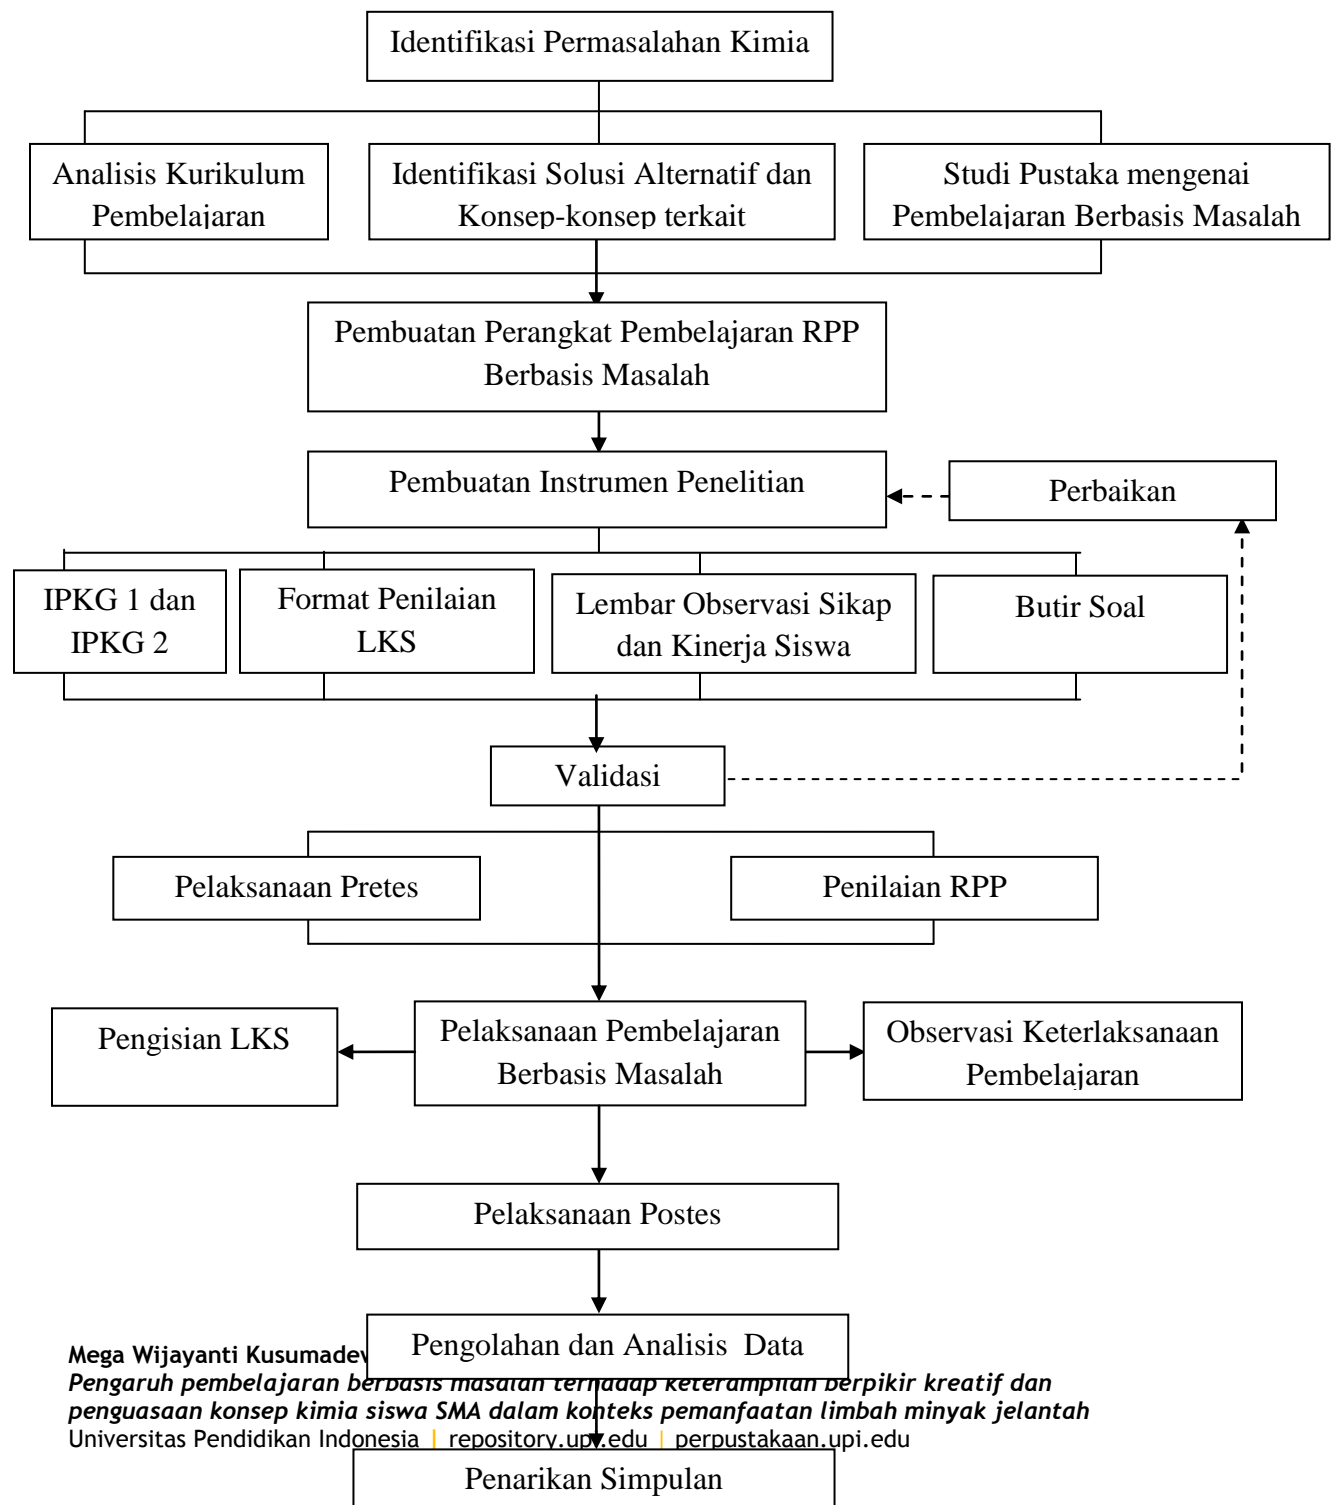 Identifikasi Permasalahan Kimia
Analisis Kurikulum
Pembelajaran
Identifikasi Solusi Alternatif dan
Konsep-konsep terkait
Studi Pustaka mengenai
Pembelajaran Berbasis Masalah
Pembuatan Perangkat Pembelajaran RPP
Berbasis Masalah
Pembuatan Instrumen Penelitian
Perbaikan
IPKG 1 dan
IPKG 2
Format Penilaian
LKS
Lembar Observasi Sikap
dan Kinerja Siswa
Butir Soal
Validasi
Pelaksanaan Pretes
Penilaian RPP
Pengisian LKS
Pelaksanaan Pembelajaran
Berbasis Masalah
Observasi Keterlaksanaan
Pembelajaran
Pelaksanaan Postes
Pengolahan dan Analisis Data
Mega Wijayanti
Pengaruh pembelajaran berbasis masalah terhadap keterampilan berpikir kreatif dan
penguasaan konsep kimia siswa SMA dalam konteks pemanfaatan limbah minyak jelantah
Universitas Pendidikan Indonesia | repository.upi.edu | perpustakaan.upi.edu
Penarikan Simpulan